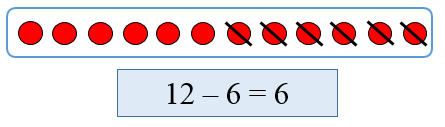 12 – 6 = 6